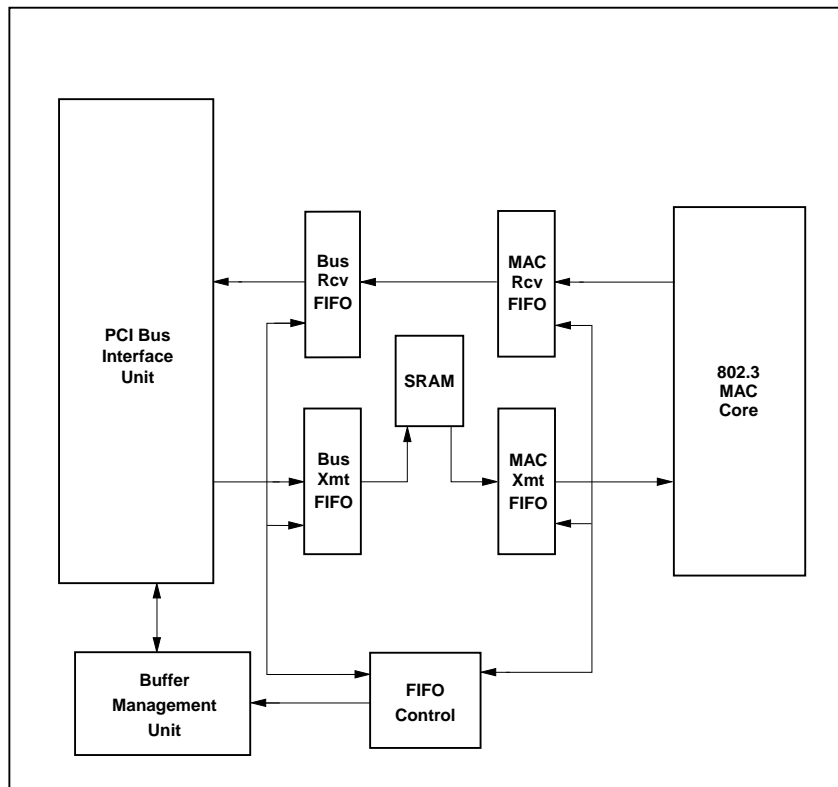 PCI Bus
Interface
Unit
Bus
Rcv
FIFO
MAC
Rcv
FIFO
SRAM
802.3
MAC
Core
Bus
Xmt
FIFO
MAC
Xmt
FIFO
Buffer
Management
Unit
FIFO
Control